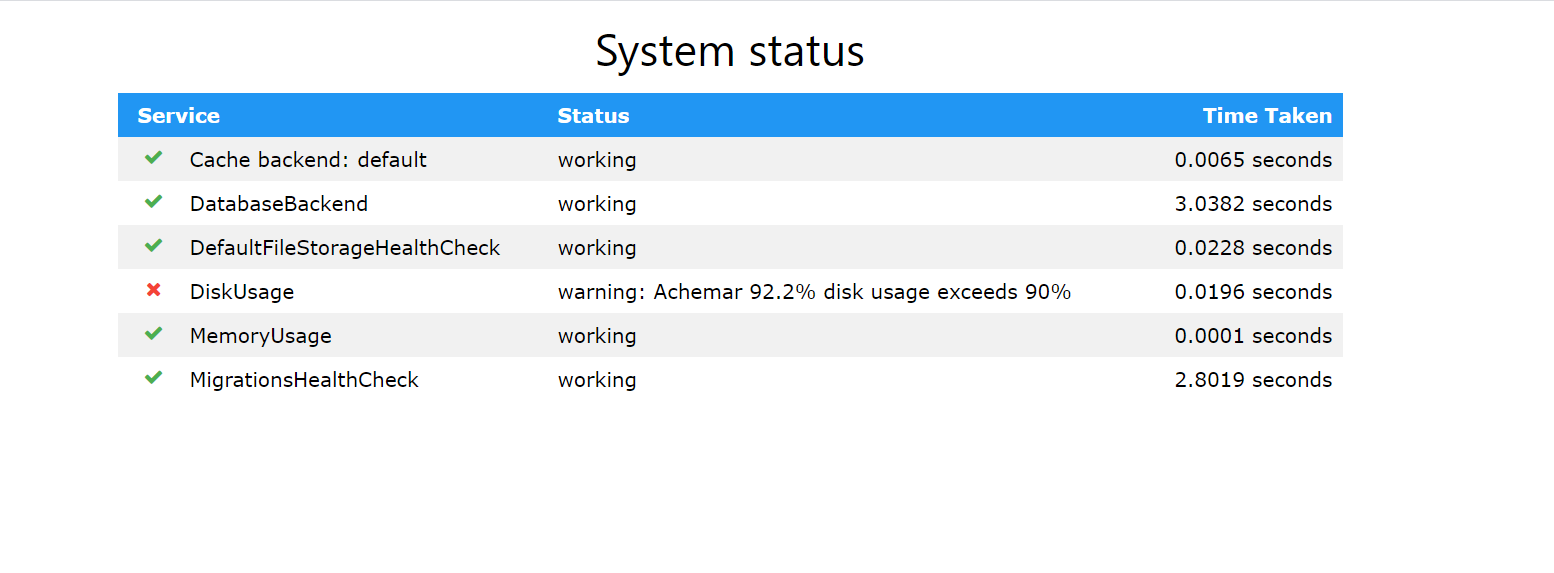 System status
Service Status Time Taken
Cache backend: default working 0.0065 seconds
DatabaseBackend working 3.0382 seconds
DefaultFileStorageHealthCheck working 0.0228 seconds
DiskUsage warning: Achemar 92.2% disk usage exceeds 90% 0.0196 seconds
MemoryUsage working 0.0001 seconds
MigrationsHealthCheck working 2.8019 seconds